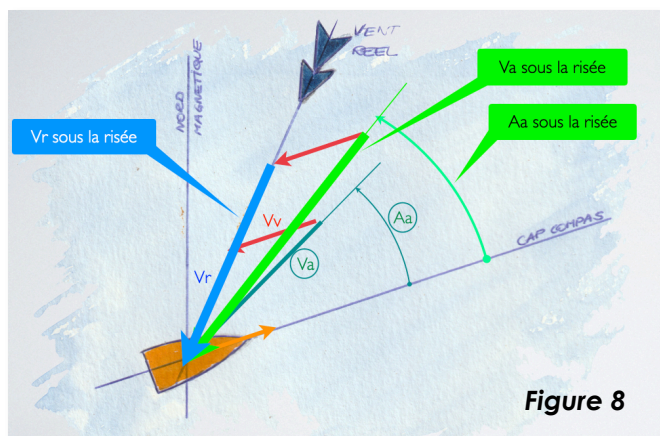 VENT
REEL
Va sous la risée
NORD
MAGNETIQUE
Aa sous la risée
Vr sous la risée
CAP COMPAS
Vv
Aa
Va
Vr
Figure 8